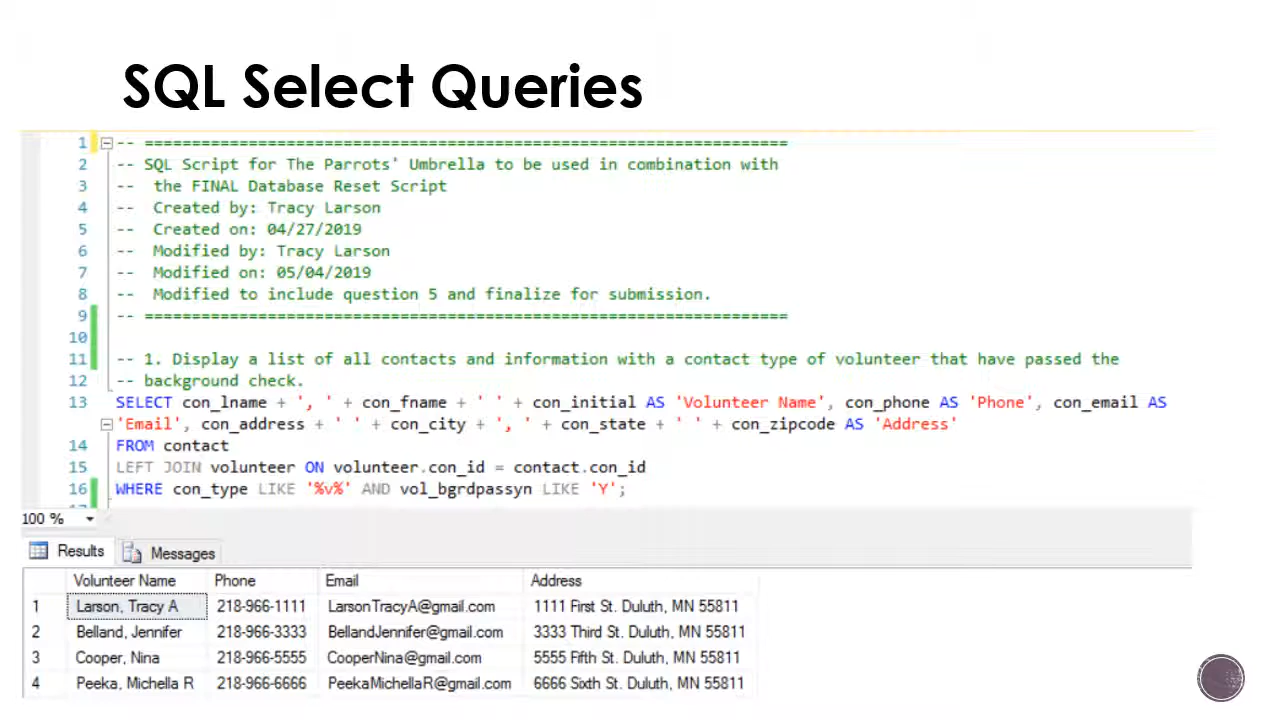 SQL Select Queries
1 -- ====================================================================
2 -- SQL Script for The Parrots' Umbrella to be used in combination with
3 --  the FINAL Database Reset Script
4 --  Created by: Tracy Larson
5 --  Created on: 04/27/2019
6 --  Modified by: Tracy Larson
7 --  Modified on: 05/04/2019
8 --  Modified to include question 5 and finalize for submission.
9 -- ====================================================================
10
11 -- 1. Display a list of all contacts and information with a contact type of volunteer that have passed the
12 -- background check.
13 SELECT con_lname + ', ' + con_fname + ' ' + con_initial AS 'Volunteer Name', con_phone AS 'Phone', con_email AS
'Email', con_address + ' ' + con_city + ', ' + con_state + ' ' + con_zipcode AS 'Address'
14 FROM contact
15 LEFT JOIN volunteer ON volunteer.con_id = contact.con_id
16 WHERE con_type LIKE '%v%' AND vol_bgrdpassyn LIKE 'Y';
100 %
Results Messages
Volunteer Name Phone Email Address
1 Larson, Tracy A 218-966-1111 LarsonTracyA@gmail.com 1111 First St. Duluth, MN 55811
2 Belland, Jennifer 218-966-3333 BellandJennifer@gmail.com 3333 Third St. Duluth, MN 55811
3 Cooper, Nina 218-966-5555 CooperNina@gmail.com 5555 Fifth St. Duluth, MN 55811
4 Peeka, Michella R 218-966-6666 PeekaMichellaR@gmail.com 6666 Sixth St. Duluth, MN 55811